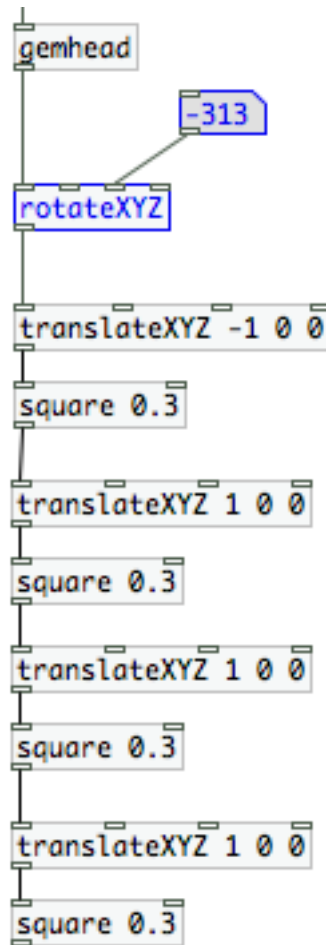 gemhead
-313
rotateXYZ
translateXYZ -1 0 0
square 0.3
translateXYZ 1 0 0
square 0.3
translateXYZ 1 0 0
square 0.3
translateXYZ 1 0 0
square 0.3